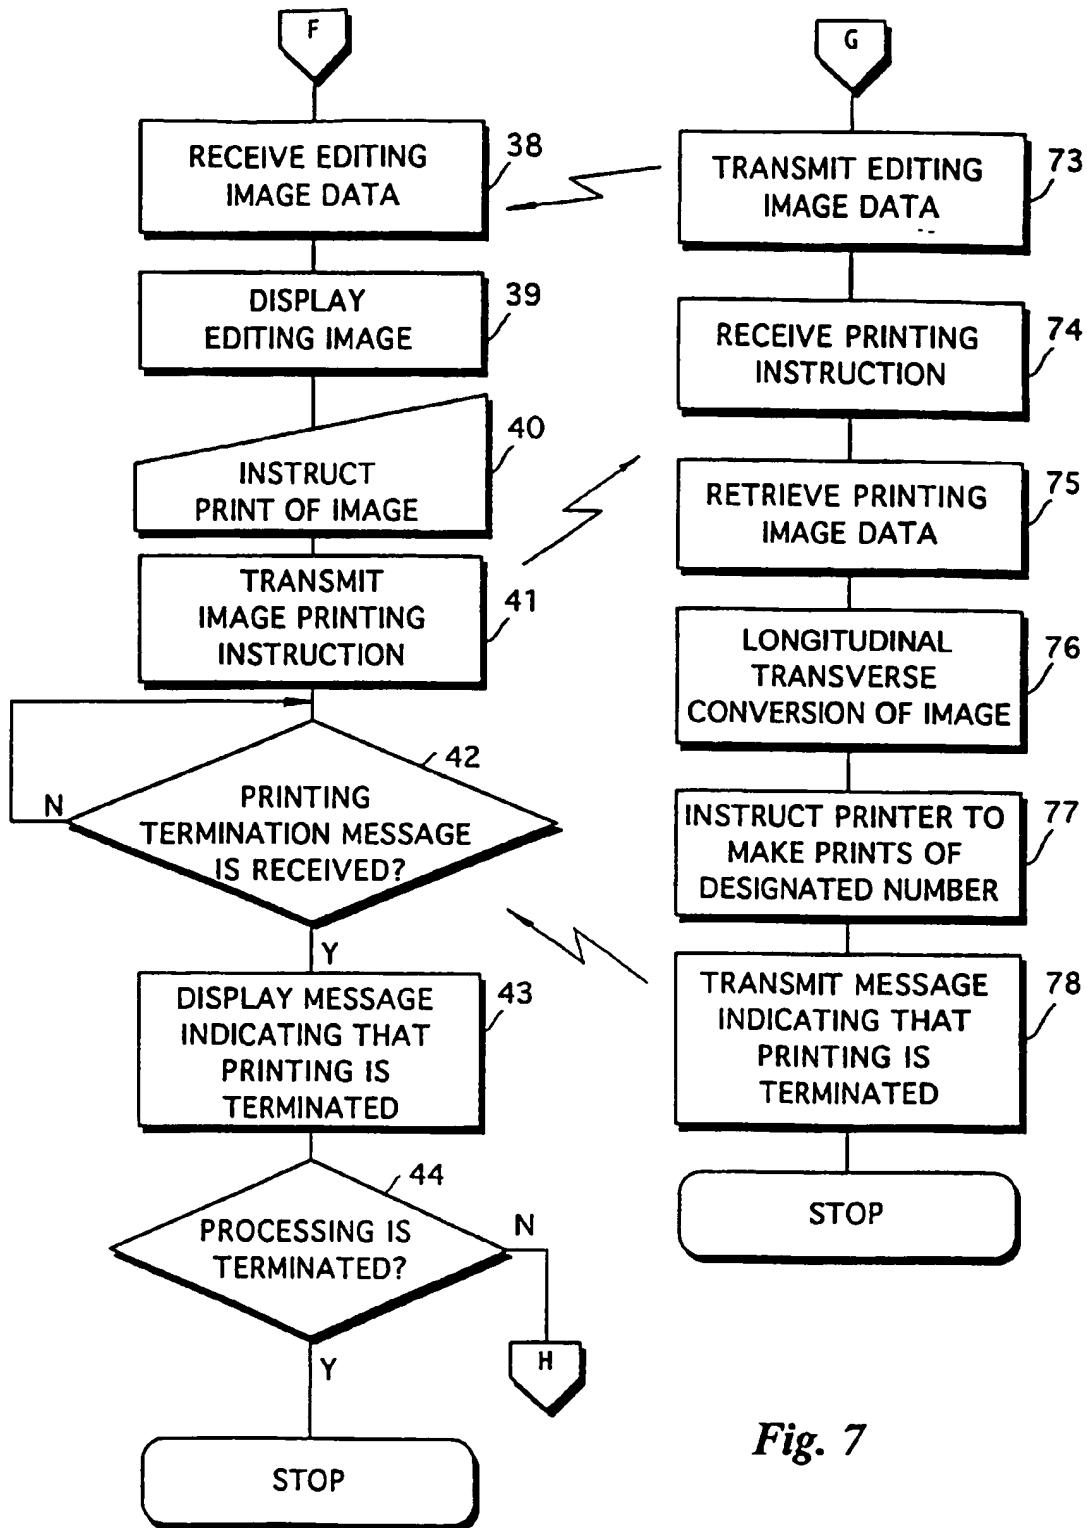 F
RECEIVE EDITING
IMAGE DATA
38
DISPLAY
EDITING IMAGE
39
INSTRUCT
PRINT OF IMAGE
40
TRANSMIT
IMAGE PRINTING
INSTRUCTION
41
42
PRINTING
TERMINATION MESSAGE
IS RECEIVED?
N
Y
DISPLAY MESSAGE
INDICATING THAT
PRINTING IS
TERMINATED
43
44
PROCESSING IS
TERMINATED?
N
H
Y
STOP
G
TRANSMIT EDITING
IMAGE DATA
73
RECEIVE PRINTING
INSTRUCTION
74
RETRIEVE PRINTING
IMAGE DATA
75
LONGITUDINAL
TRANSVERSE
CONVERSION OF IMAGE
76
INSTRUCT PRINTER TO
MAKE PRINTS OF
DESIGNATED NUMBER
77
TRANSMIT MESSAGE
INDICATING THAT
PRINTING IS
TERMINATED
78
STOP
Fig. 7